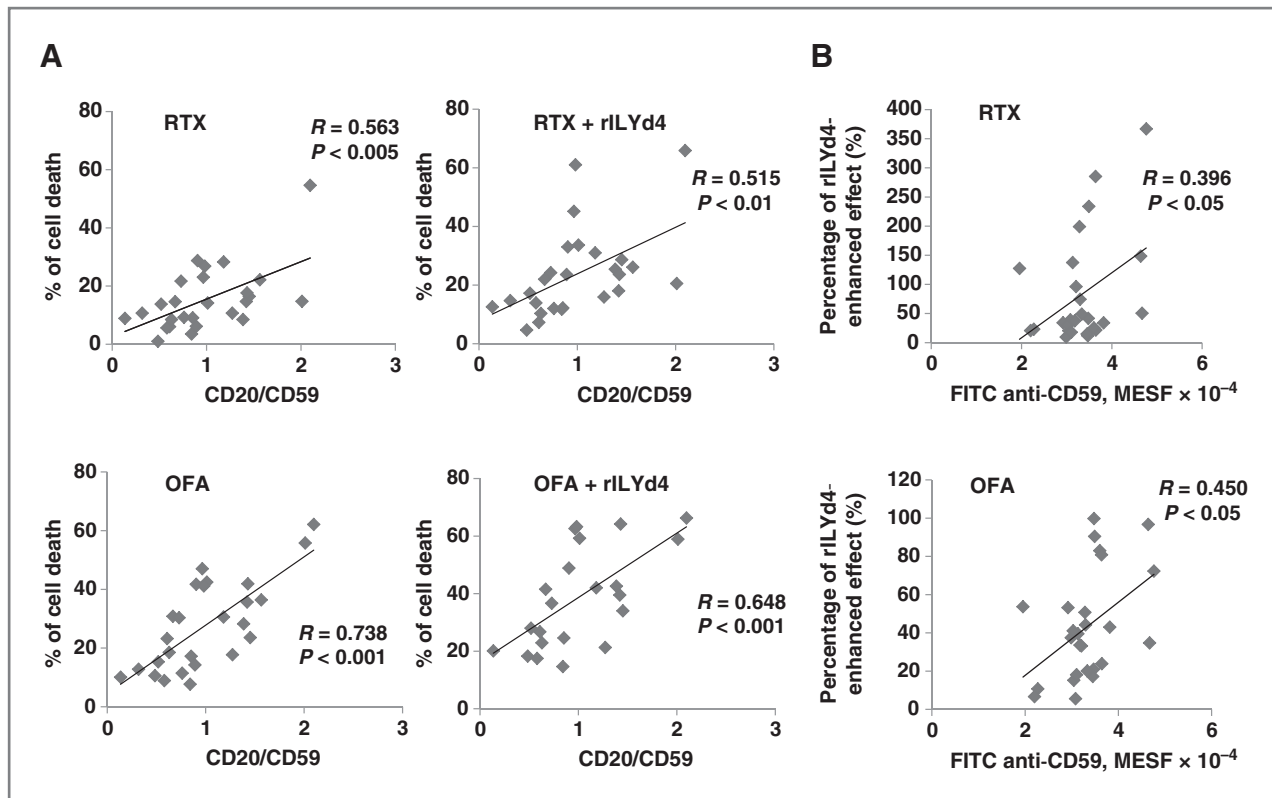 A
RTX
R = 0.563
P < 0.005
% of cell death
80
60
40
20
0
0 1 2 3
CD20/CD59
RTX + rILYd4
R = 0.515
P < 0.01
% of cell death
80
60
40
20
0
0 1 2 3
CD20/CD59
OFA
R = 0.738
P < 0.001
% of cell death
80
60
40
20
0
0 1 2 3
CD20/CD59
OFA + rILYd4
R = 0.648
P < 0.001
% of cell death
80
60
40
20
0
0 1 2 3
CD20/CD59
B
RTX
R = 0.396
P < 0.05
Percentage of rILYd4-
enhanced effect (%)
400
350
300
250
200
150
100
50
0
0 2 4 6
FITC anti-CD59, MESF × 10⁻⁴
OFA
R = 0.450
P < 0.05
Percentage of rILYd4-
enhanced effect (%)
120
100
80
60
40
20
0
0 2 4 6
FITC anti-CD59, MESF × 10⁻⁴